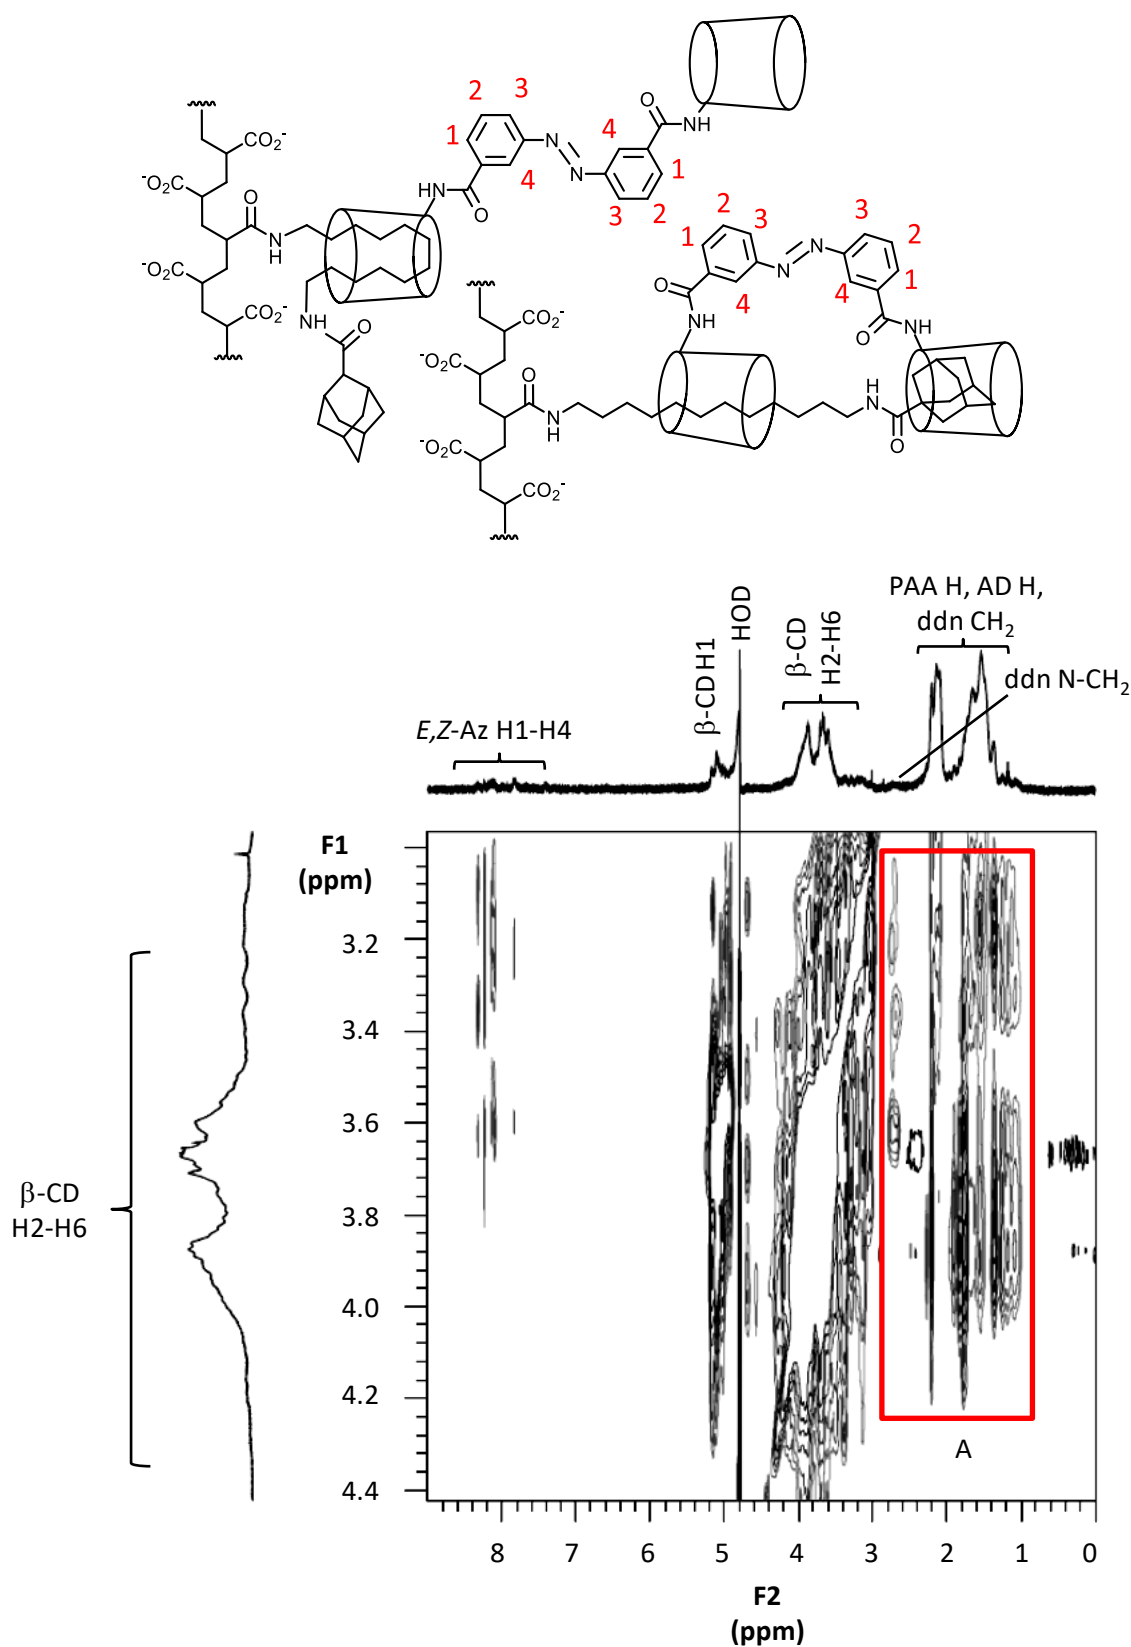 2
3
1
4
CO2-
-O2C
O
N
H
HN
O
N
N
4
1
3
2
O
NH
-O2C
CO2-
NH
O
2
3
3
2
1
4
N
N
4
1
O
NH
O
NH
CO2-
-O2C
O
N
H
H
N
O
-O2C
CO2-
PAA H, AD H,
ddn CH2
ddn N-CH2
β-CD H1
HOD
β-CD
H2-H6
E,Z-Az H1-H4
F1
(ppm)
3.2
3.4
3.6
3.8
4.0
4.2
4.4
β-CD
H2-H6
A
8 7 6 5 4 3 2 1 0
F2
(ppm)